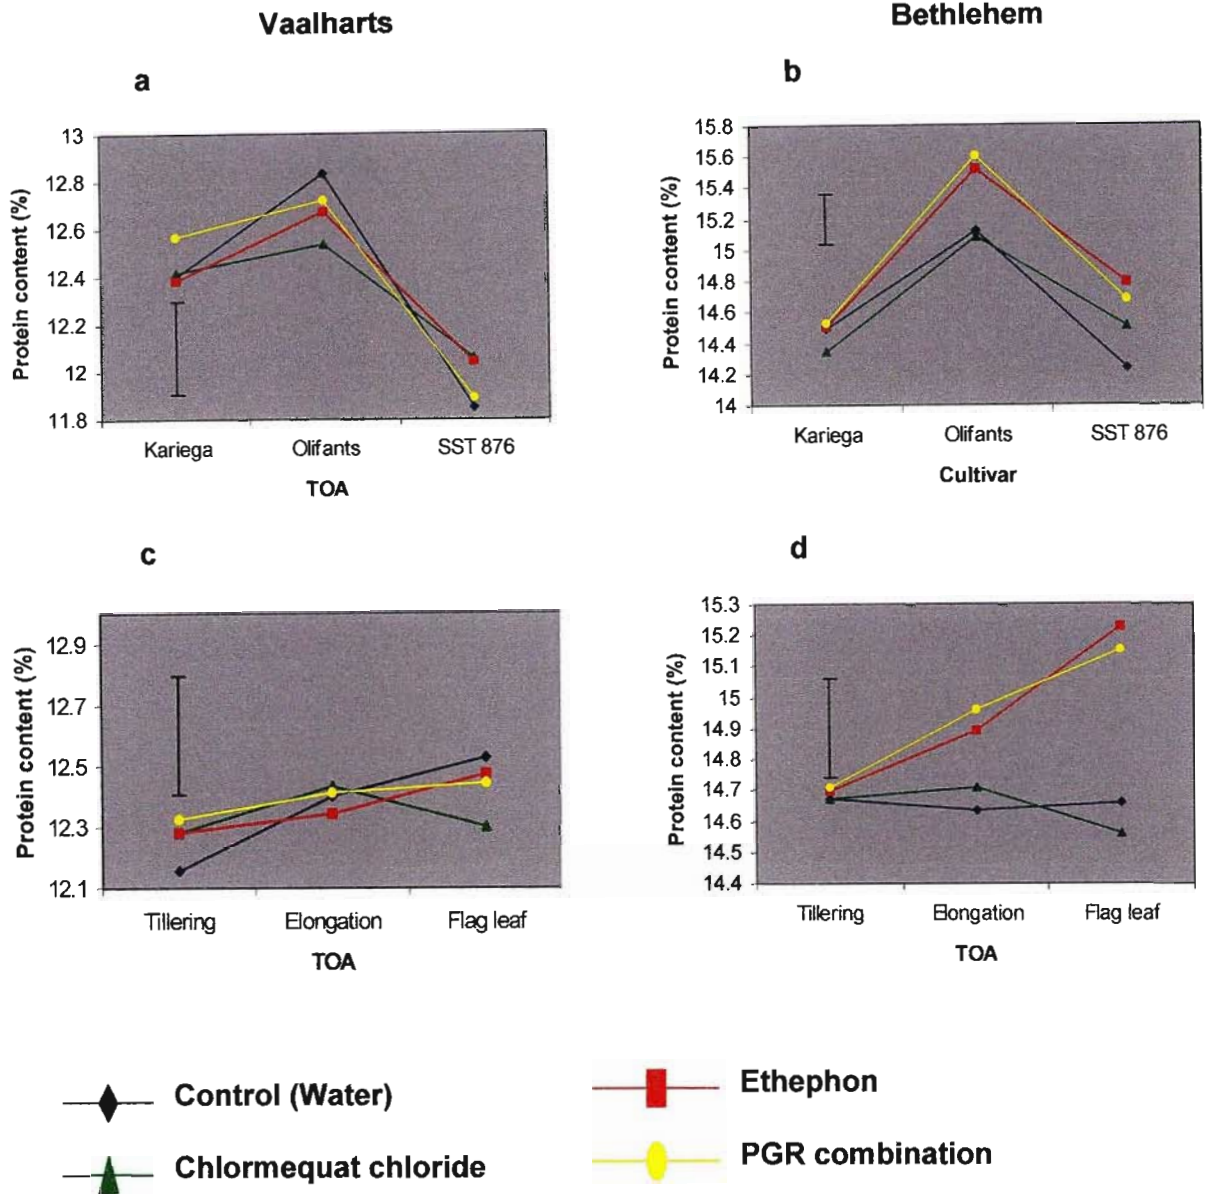 Vaalharts
Bethlehem
a
Protein content (%)
13
12.8
12.6
12.4
12.2
12
11.8
Kariega Olifants SST 876
TOA
b
Protein content (%)
15.8
15.6
15.4
15.2
15
14.8
14.6
14.4
14.2
14
Kariega Olifants SST 876
Cultivar
c
Protein content (%)
12.9
12.7
12.5
12.3
12.1
Tillering Elongation Flag leaf
TOA
d
Protein content (%)
15.3
15.2
15.1
15
14.9
14.8
14.7
14.6
14.5
14.4
Tillering Elongation Flag leaf
TOA
Control (Water)
Ethephon
Chlormequat chloride
PGR combination